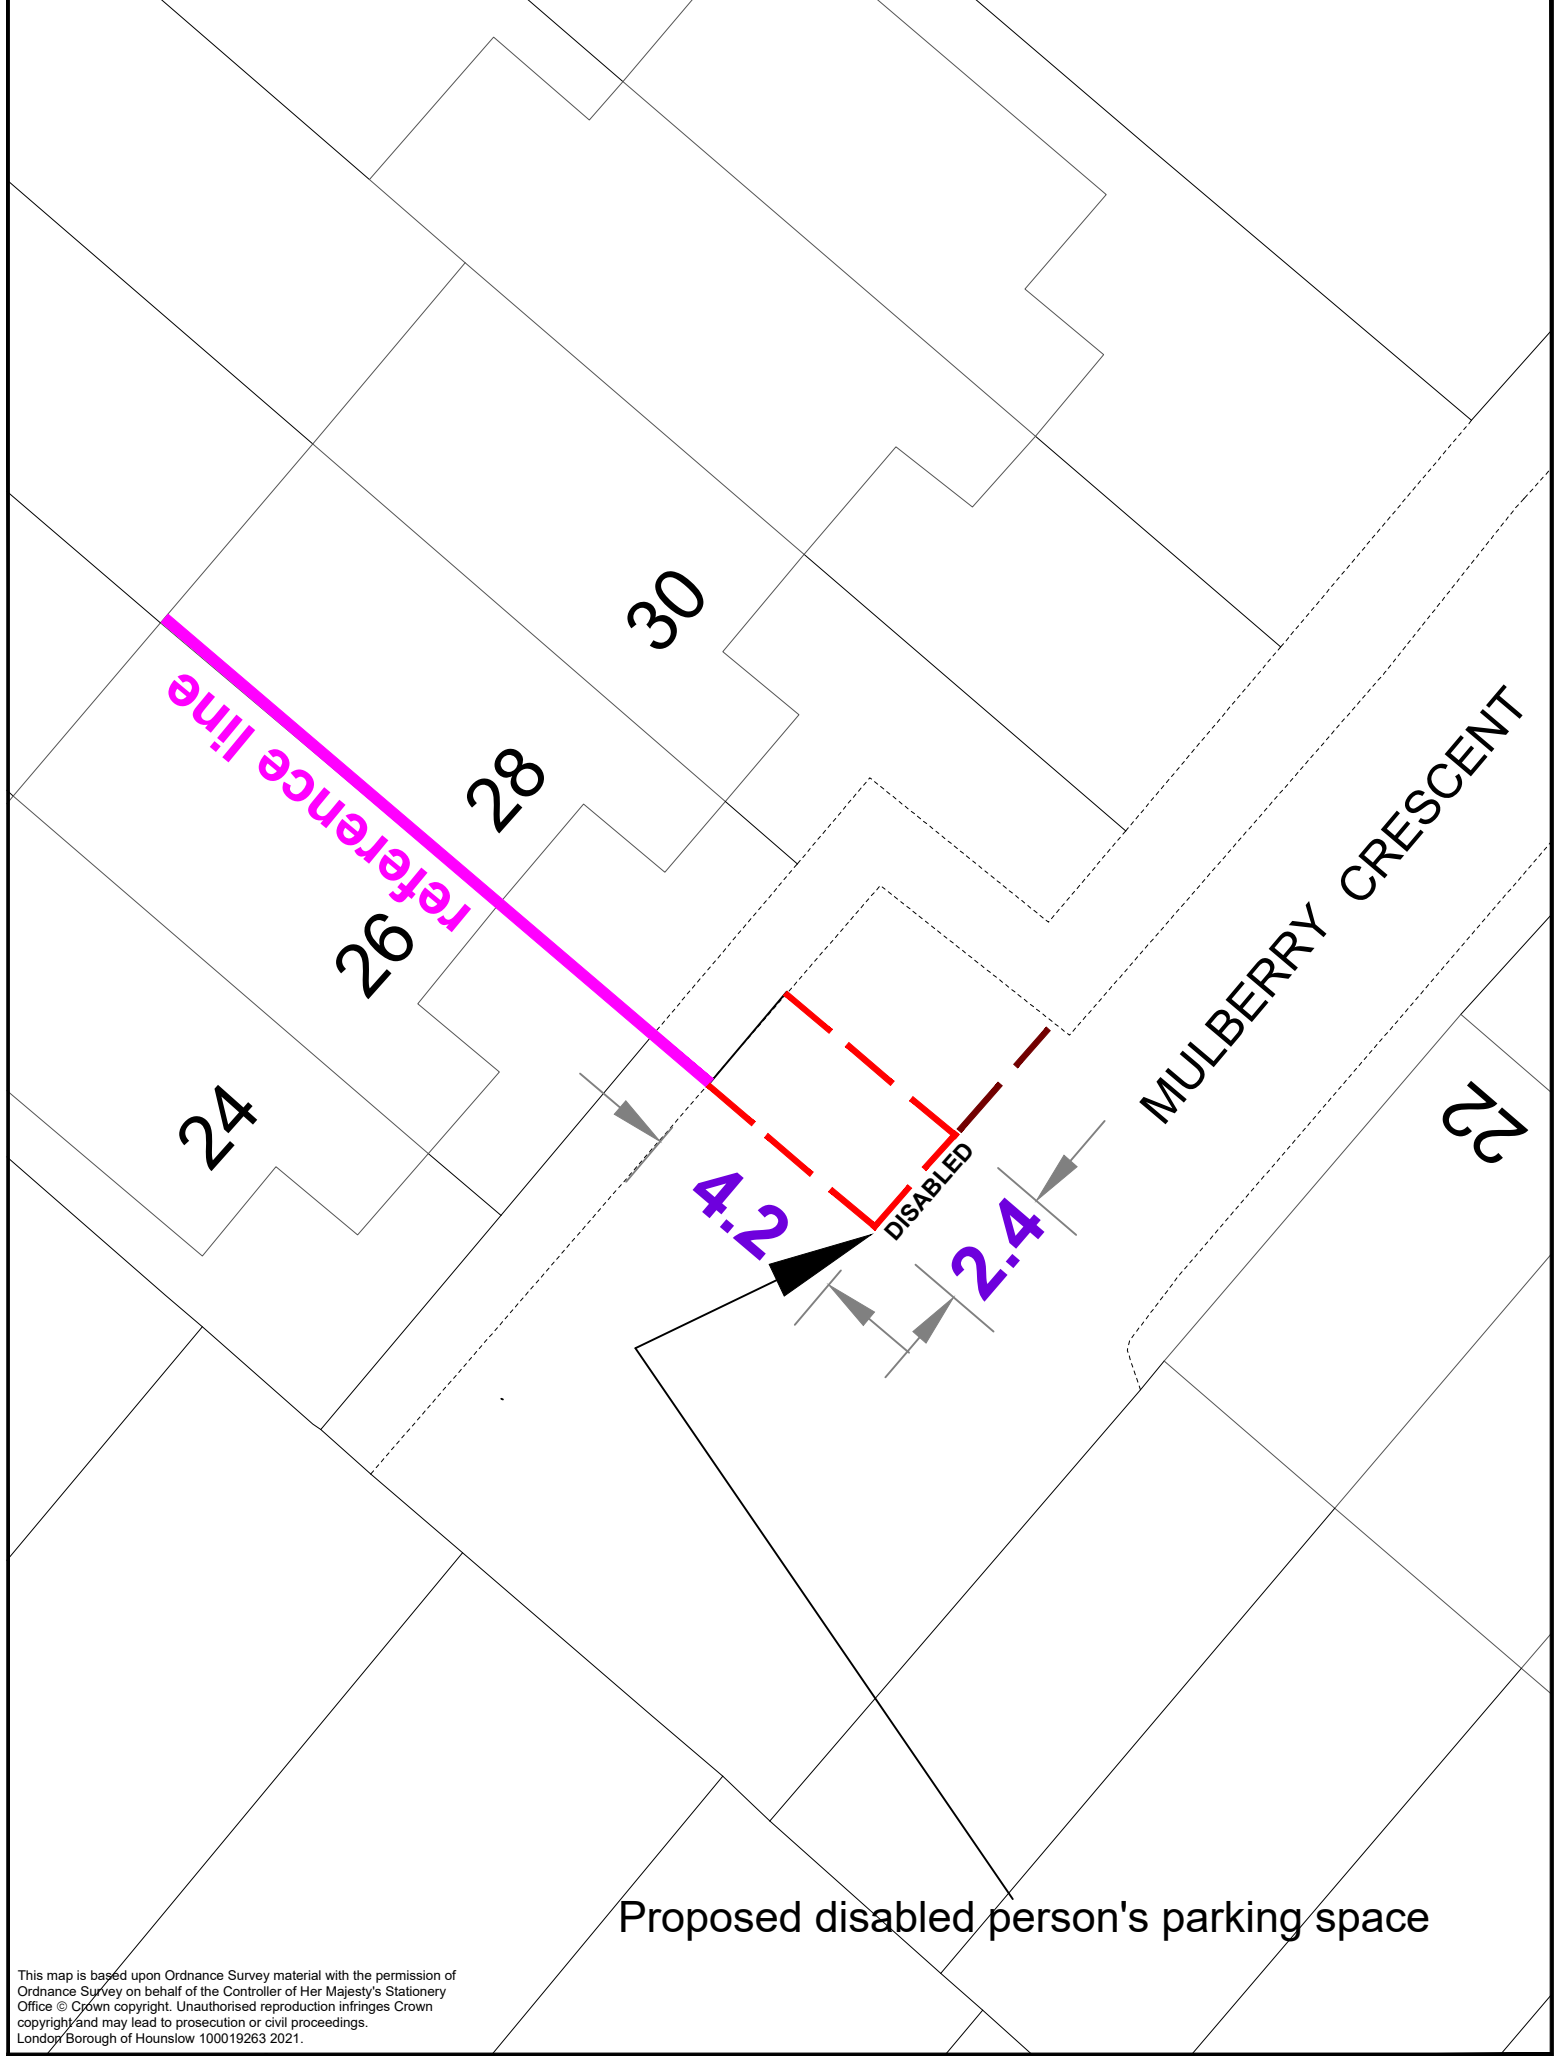 30
reference line
28
26
24
MULBERRY CRESCENT
22
4.2
DISABLED
2.4
Proposed disabled person's parking space
This map is based upon Ordnance Survey material with the permission of
Ordnance Survey on behalf of the Controller of Her Majesty's Stationery
Office © Crown copyright. Unauthorised reproduction infringes Crown
copyright and may lead to prosecution or civil proceedings.
London Borough of Hounslow 100019263 2021.